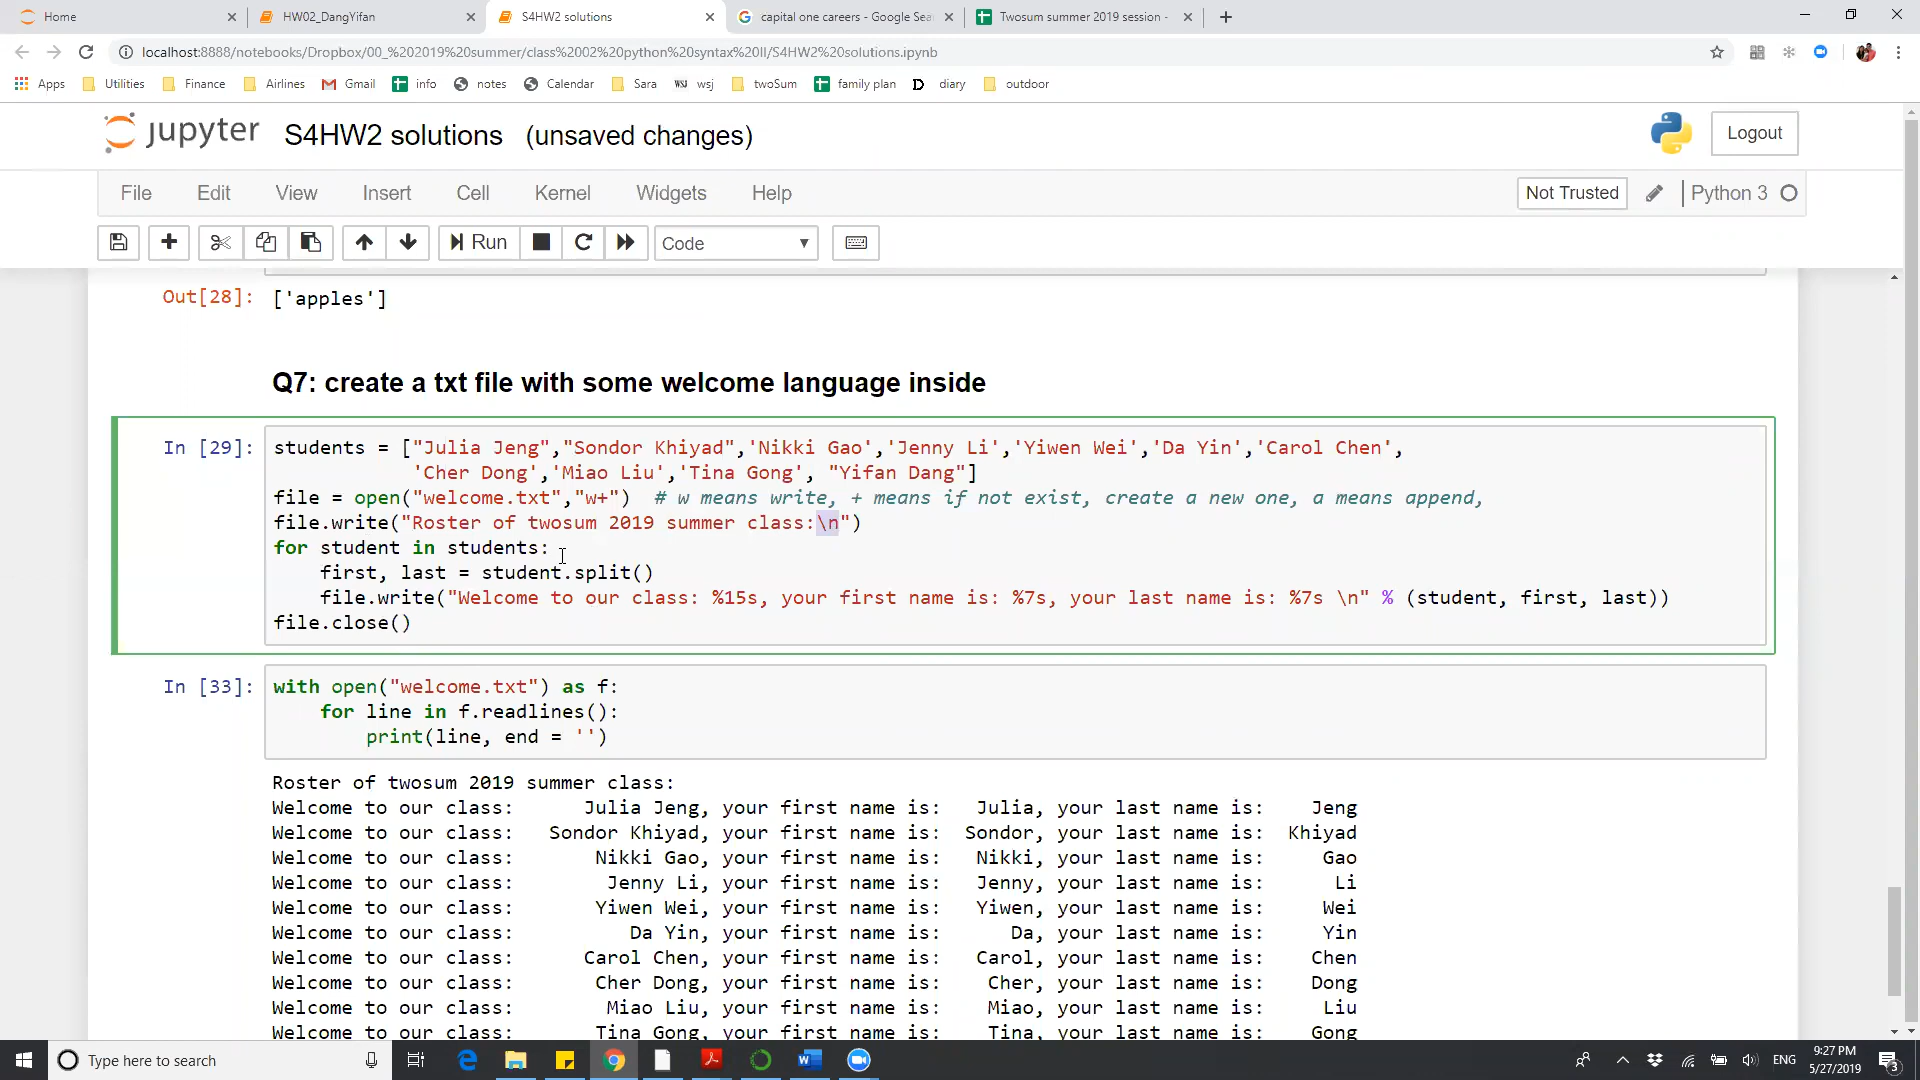 Home
HW02_DangYifan
S4HW2 solutions
capital one careers - Google Sea
Twosum summer 2019 session -
localhost:8888/notebooks/Dropbox/00_%202019%20summer/class%2002%20python%20syntax%20II/S4HW2%20solutions.ipynb
Apps Utilities Finance Airlines Gmail info notes Calendar Sara WSJ wsj twoSum family plan D diary outdoor
jupyter S4HW2 solutions (unsaved changes)
Logout
File Edit View Insert Cell Kernel Widgets Help
Not Trusted Python 3
Run Code
Out[28]: ['apples']
Q7: create a txt file with some welcome language inside
In [29]: students = ["Julia Jeng","Sondor Khiyad",'Nikki Gao','Jenny Li','Yiwen Wei','Da Yin','Carol Chen',
'Cher Dong','Miao Liu','Tina Gong', "Yifan Dang"]
file = open("welcome.txt","w+")  # w means write, + means if not exist, create a new one, a means append,
file.write("Roster of twosum 2019 summer class:\n")
for student in students:
first, last = student.split()
file.write("Welcome to our class: %15s, your first name is: %7s, your last name is: %7s \n" % (student, first, last))
file.close()
In [33]: with open("welcome.txt") as f:
for line in f.readlines():
print(line, end = '')
Roster of twosum 2019 summer class:
Welcome to our class: Julia Jeng, your first name is: Julia, your last name is: Jeng
Welcome to our class: Sondor Khiyad, your first name is: Sondor, your last name is: Khiyad
Welcome to our class: Nikki Gao, your first name is: Nikki, your last name is: Gao
Welcome to our class: Jenny Li, your first name is: Jenny, your last name is: Li
Welcome to our class: Yiwen Wei, your first name is: Yiwen, your last name is: Wei
Welcome to our class: Da Yin, your first name is: Da, your last name is: Yin
Welcome to our class: Carol Chen, your first name is: Carol, your last name is: Chen
Welcome to our class: Cher Dong, your first name is: Cher, your last name is: Dong
Welcome to our class: Miao Liu, your first name is: Miao, your last name is: Liu
Welcome to our class: Tina Gong, your first name is: Tina, your last name is: Gong
Type here to search
ENG
9:27 PM
5/27/2019
3